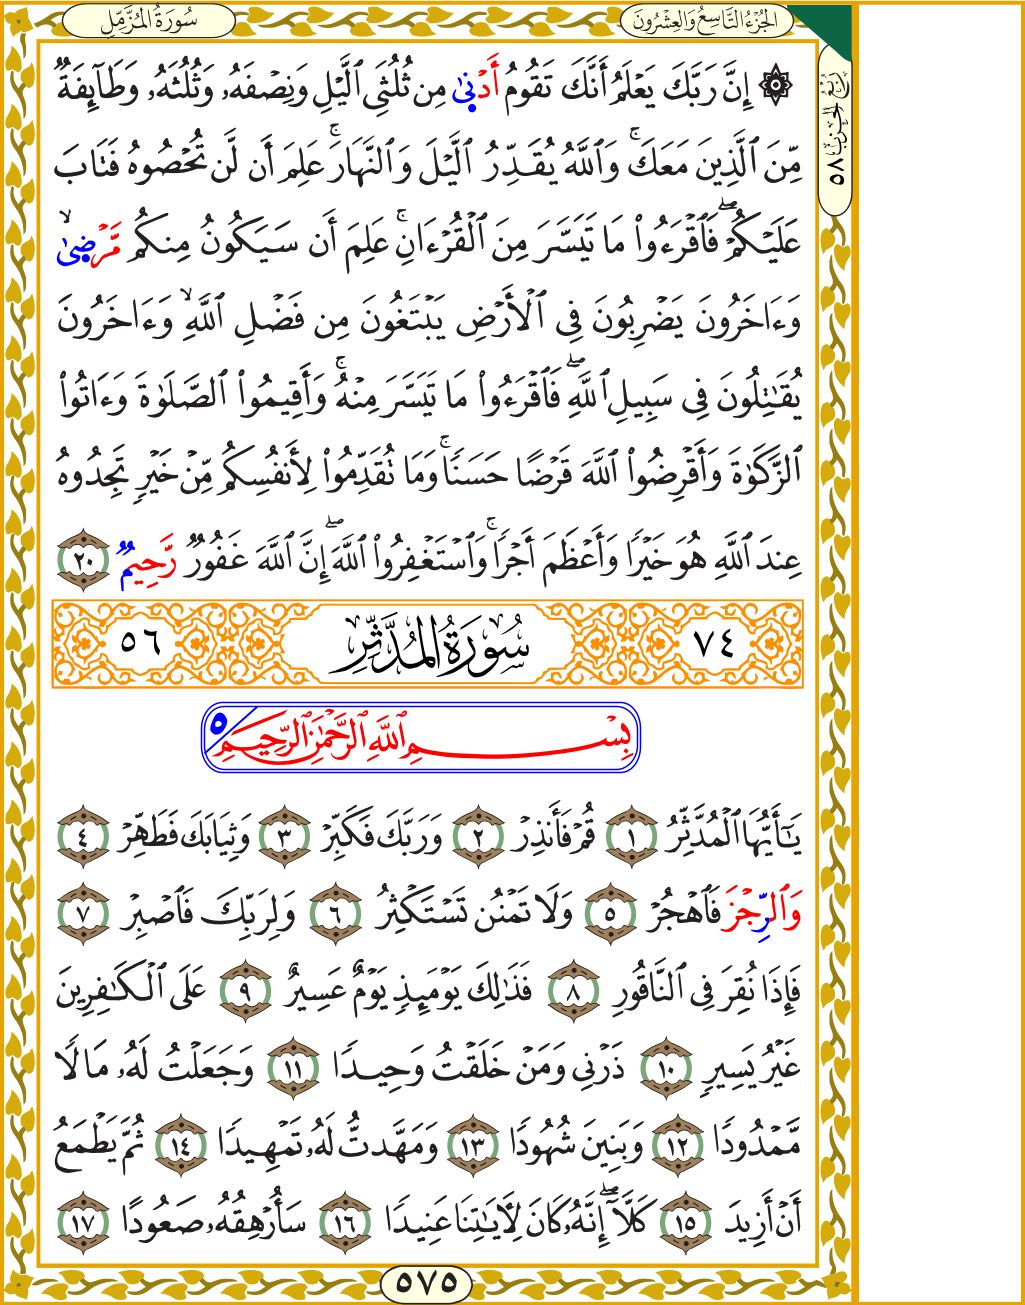 الجُزْءُ التَّاسِعُ وَالعِشْرُونَ
سُورَةُ المُزَّمِّل
٥٨
۞ إِنَّ رَبَّكَ يَعْلَمُ أَنَّكَ تَقُومُ أَدْنَىٰ مِن ثُلُثَيِ ٱلَّيْلِ وَنِصْفَهُۥ وَثُلُثَهُۥ وَطَآئِفَةٌ
مِّنَ ٱلَّذِينَ مَعَكَۚ وَٱللَّهُ يُقَدِّرُ ٱلَّيْلَ وَٱلنَّهَارَۚ عَلِمَ أَن لَّن تُحْصُوهُ فَتَابَ
عَلَيْكُمْۖ فَٱقْرَءُوا۟ مَا تَيَسَّرَ مِنَ ٱلْقُرْءَانِۚ عَلِمَ أَن سَيَكُونُ مِنكُم مَّرْضَىٰۙ
وَءَاخَرُونَ يَضْرِبُونَ فِى ٱلْأَرْضِ يَبْتَغُونَ مِن فَضْلِ ٱللَّهِۙ وَءَاخَرُونَ
يُقَٰتِلُونَ فِى سَبِيلِ ٱللَّهِۖ فَٱقْرَءُوا۟ مَا تَيَسَّرَ مِنْهُۚ وَأَقِيمُوا۟ ٱلصَّلَوٰةَ وَءَاتُوا۟
ٱلزَّكَوٰةَ وَأَقْرِضُوا۟ ٱللَّهَ قَرْضًا حَسَنًاۚ وَمَا تُقَدِّمُوا۟ لِأَنفُسِكُم مِّنْ خَيْرٍ تَجِدُوهُ
عِندَ ٱللَّهِ هُوَ خَيْرًا وَأَعْظَمَ أَجْرًاۚ وَٱسْتَغْفِرُوا۟ ٱللَّهَۖ إِنَّ ٱللَّهَ غَفُورٌ رَّحِيمٌ ٢٠
٧٤ سُورَةُ المُدَّثِّر ٥٦
بِسْمِ ٱللَّهِ ٱلرَّحْمَٰنِ ٱلرَّحِيمِ ٥
يَٰٓأَيُّهَا ٱلْمُدَّثِّرُ ١ قُمْ فَأَنذِرْ ٢ وَرَبَّكَ فَكَبِّرْ ٣ وَثِيَابَكَ فَطَهِّرْ ٤
وَٱلرِّجْزَ فَٱهْجُرْ ٥ وَلَا تَمْنُن تَسْتَكْثِرُ ٦ وَلِرَبِّكَ فَٱصْبِرْ ٧
فَإِذَا نُقِرَ فِى ٱلنَّاقُورِ ٨ فَذَٰلِكَ يَوْمَئِذٍ يَوْمٌ عَسِيرٌ ٩ عَلَى ٱلْكَٰفِرِينَ
غَيْرُ يَسِيرٍ ١٠ ذَرْنِى وَمَنْ خَلَقْتُ وَحِيدًا ١١ وَجَعَلْتُ لَهُۥ مَالًا
مَّمْدُودًا ١٢ وَبَنِينَ شُهُودًا ١٣ وَمَهَّدتُّ لَهُۥ تَمْهِيدًا ١٤ ثُمَّ يَطْمَعُ
أَنْ أَزِيدَ ١٥ كَلَّآۖ إِنَّهُۥ كَانَ لِأَيَٰتِنَا عَنِيدًا ١٦ سَأُرْهِقُهُۥ صَعُودًا ١٧
٥٧٥